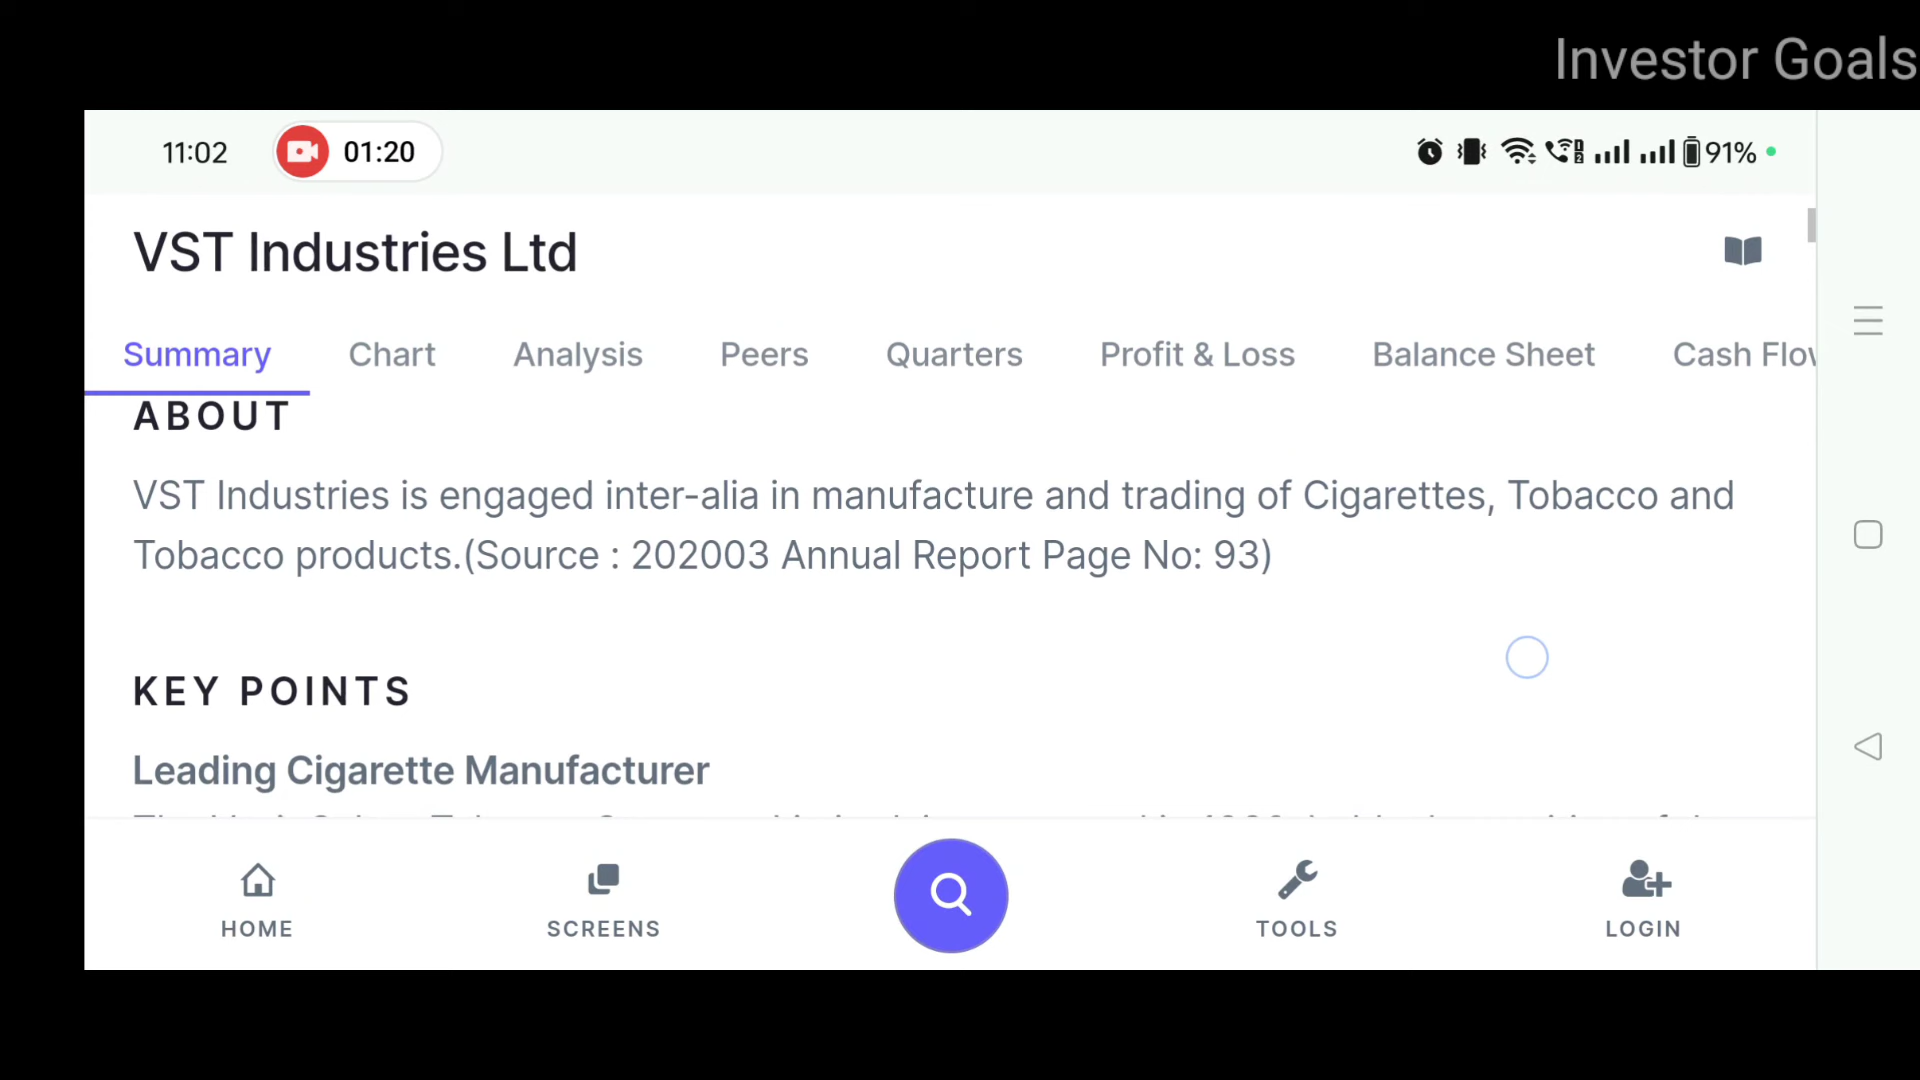 Investor Goals
11:02
01:20
91%
VST Industries Ltd
Summary Chart Analysis Peers Quarters Profit & Loss Balance Sheet Cash Flow
ABOUT
VST Industries is engaged inter-alia in manufacture and trading of Cigarettes, Tobacco and
Tobacco products.(Source : 202003 Annual Report Page No: 93)
KEY POINTS
Leading Cigarette Manufacturer
HOME SCREENS TOOLS LOGIN